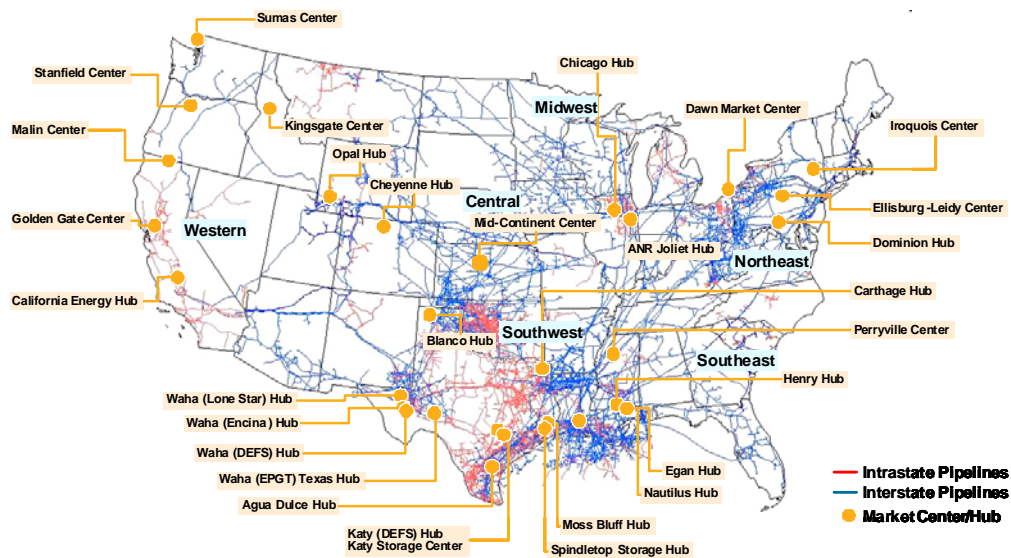 Sumas Center
Stanfield Center
Chicago Hub
Midwest
Dawn Market Center
Malin Center
Kingsgate Center
Iroquois Center
Opal Hub
Cheyenne Hub
Central
Golden Gate Center
Western
Mid-Continent Center
Ellisburg -Leidy Center
ANR Joliet Hub
Dominion Hub
Northeast
California Energy Hub
Carthage Hub
Southwest
Blanco Hub
Perryville Center
Southeast
Henry Hub
Waha (Lone Star) Hub
Waha (Encina ) Hub
Waha (DEFS) Hub
Waha (EPGT) Texas Hub
Agua Dulce Hub
Egan Hub
Nautilus Hub
Katy (DEFS) Hub
Katy Storage Center
Moss Bluff Hub
Spindletop Storage Hub
Intrastate Pipelines
Interstate Pipelines
Market Center/Hub